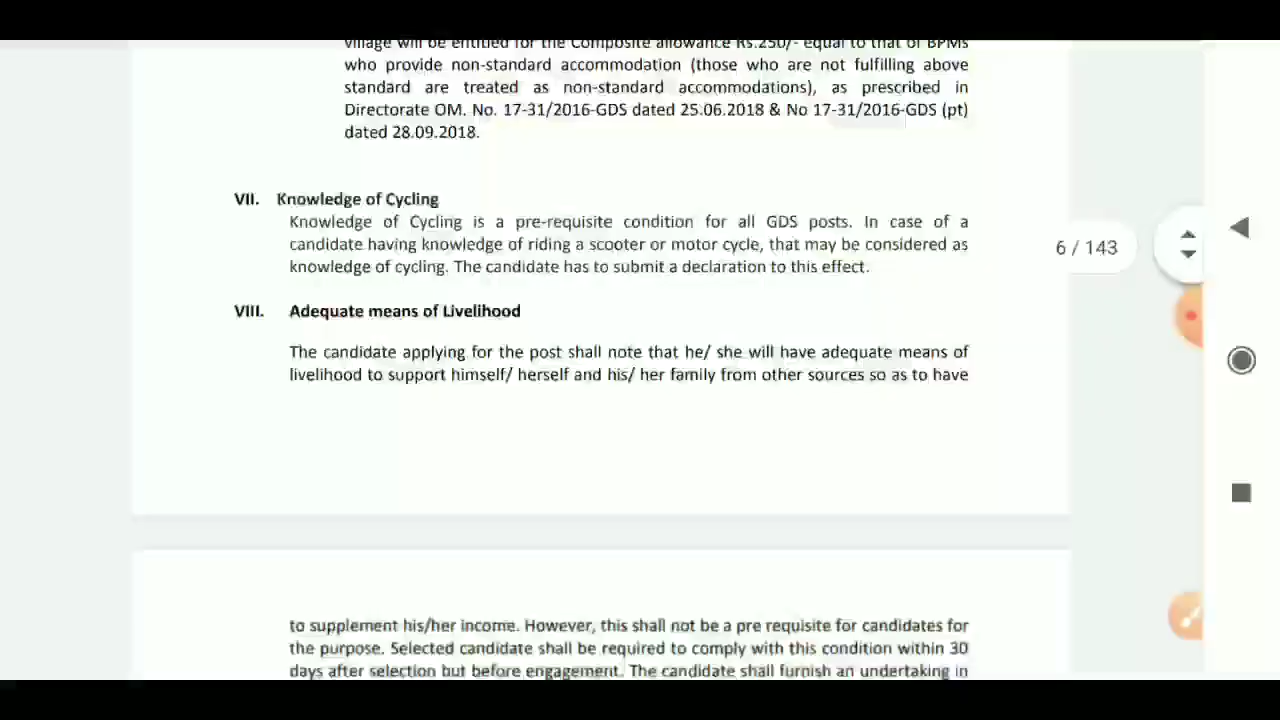 village will be entitled for the Composite allowance Rs.250/- equal to that of BPMs
who provide non-standard accommodation (those who are not fulfilling above
standard are treated as non-standard accommodations), as prescribed in
Directorate OM. No. 17-31/2016-GDS dated 25.06.2018 & No 17-31/2016-GDS (pt)
dated 28.09.2018.
VII. Knowledge of Cycling
Knowledge of Cycling is a pre-requisite condition for all GDS posts. In case of a
candidate having knowledge of riding a scooter or motor cycle, that may be considered as
knowledge of cycling. The candidate has to submit a declaration to this effect.
6 / 143
VIII. Adequate means of Livelihood
The candidate applying for the post shall note that he/ she will have adequate means of
livelihood to support himself/ herself and his/ her family from other sources so as to have
to supplement his/her income. However, this shall not be a pre requisite for candidates for
the purpose. Selected candidate shall be required to comply with this condition within 30
days after selection but before engagement. The candidate shall furnish an undertaking in